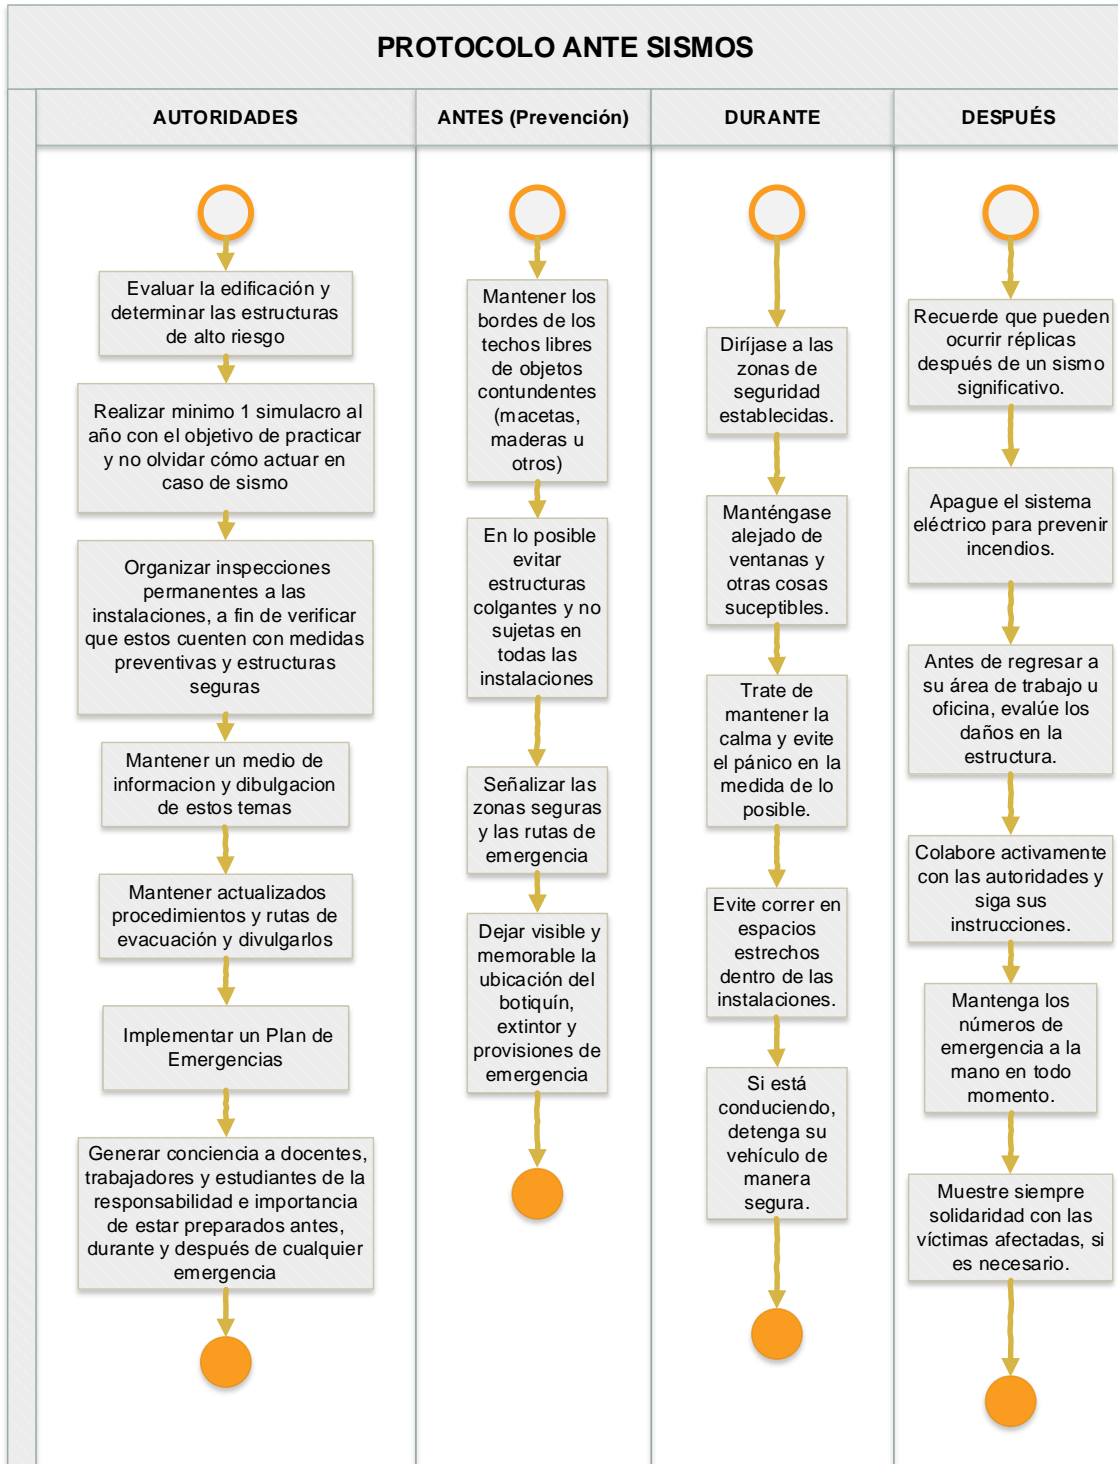 PROTOCOLO ANTE SISMOS
AUTORIDADES
ANTES (Prevención)
DURANTE
DESPUÉS
Evaluar la edificación y
determinar las estructuras
de alto riesgo
Realizar minimo 1 simulacro al
año con el objetivo de practicar
y no olvidar cómo actuar en
caso de sismo
Organizar inspecciones
permanentes a las
instalaciones, a fin de verificar
que estos cuenten con medidas
preventivas y estructuras
seguras
Mantener un medio de
informacion y dibulgacion
de estos temas
Mantener actualizados
procedimientos y rutas de
evacuación y divulgarlos
Implementar un Plan de
Emergencias
Generar conciencia a docentes,
trabajadores y estudiantes de la
responsabilidad e importancia
de estar preparados antes,
durante y después de cualquier
emergencia
Mantener los
bordes de los
techos libres
de objetos
contundentes
(macetas,
maderas u
otros)
En lo posible
evitar
estructuras
colgantes y no
sujetas en
todas las
instalaciones
Señalizar las
zonas seguras
y las rutas de
emergencia
Dejar visible y
memorable la
ubicación del
botiquín,
extintor y
provisiones de
emergencia
Diríjase a las
zonas de
seguridad
establecidas.
Manténgase
alejado de
ventanas y
otras cosas
suceptibles.
Trate de
mantener la
calma y evite
el pánico en la
medida de lo
posible.
Evite correr en
espacios
estrechos
dentro de las
instalaciones.
Si está
conduciendo,
detenga su
vehículo de
manera
segura.
Recuerde que pueden
ocurrir réplicas
después de un sismo
significativo.
Apague el sistema
eléctrico para prevenir
incendios.
Antes de regresar a
su área de trabajo u
oficina, evalúe los
daños en la
estructura.
Colabore activamente
con las autoridades y
siga sus
instrucciones.
Mantenga los
números de
emergencia a la
mano en todo
momento.
Muestre siempre
solidaridad con las
víctimas afectadas, si
es necesario.